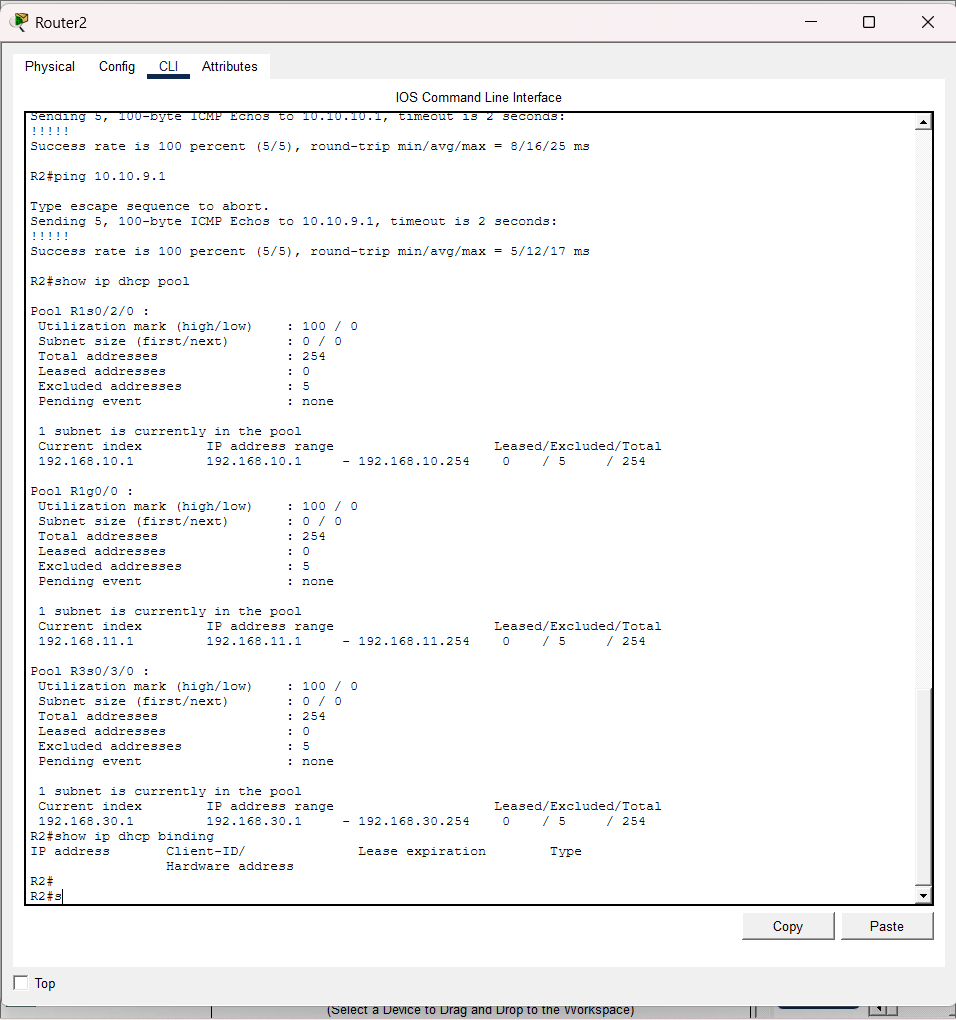 Router2
Physical Config CLI Attributes
IOS Command Line Interface
Sending 5, 100-byte ICMP Echos to 10.10.10.1, timeout is 2 seconds:
!!!!!
Success rate is 100 percent (5/5), round-trip min/avg/max = 8/16/25 ms
R2#ping 10.10.9.1
Type escape sequence to abort.
Sending 5, 100-byte ICMP Echos to 10.10.9.1, timeout is 2 seconds:
!!!!!
Success rate is 100 percent (5/5), round-trip min/avg/max = 5/12/17 ms
R2#show ip dhcp pool
Pool R1s0/2/0 :
Utilization mark (high/low) : 100 / 0
Subnet size (first/next) : 0 / 0
Total addresses : 254
Leased addresses : 0
Excluded addresses : 5
Pending event : none
1 subnet is currently in the pool
Current index IP address range Leased/Excluded/Total
192.168.10.1 192.168.10.1 - 192.168.10.254 0 / 5 / 254
Pool R1g0/0 :
Utilization mark (high/low) : 100 / 0
Subnet size (first/next) : 0 / 0
Total addresses : 254
Leased addresses : 0
Excluded addresses : 5
Pending event : none
1 subnet is currently in the pool
Current index IP address range Leased/Excluded/Total
192.168.11.1 192.168.11.1 - 192.168.11.254 0 / 5 / 254
Pool R3s0/3/0 :
Utilization mark (high/low) : 100 / 0
Subnet size (first/next) : 0 / 0
Total addresses : 254
Leased addresses : 0
Excluded addresses : 5
Pending event : none
1 subnet is currently in the pool
Current index IP address range Leased/Excluded/Total
192.168.30.1 192.168.30.1 - 192.168.30.254 0 / 5 / 254
R2#show ip dhcp binding
IP address Client-ID/ Lease expiration Type
Hardware address
R2#
R2#s
Copy Paste
Top
(Select a Device to Drag and Drop to the Workspace)